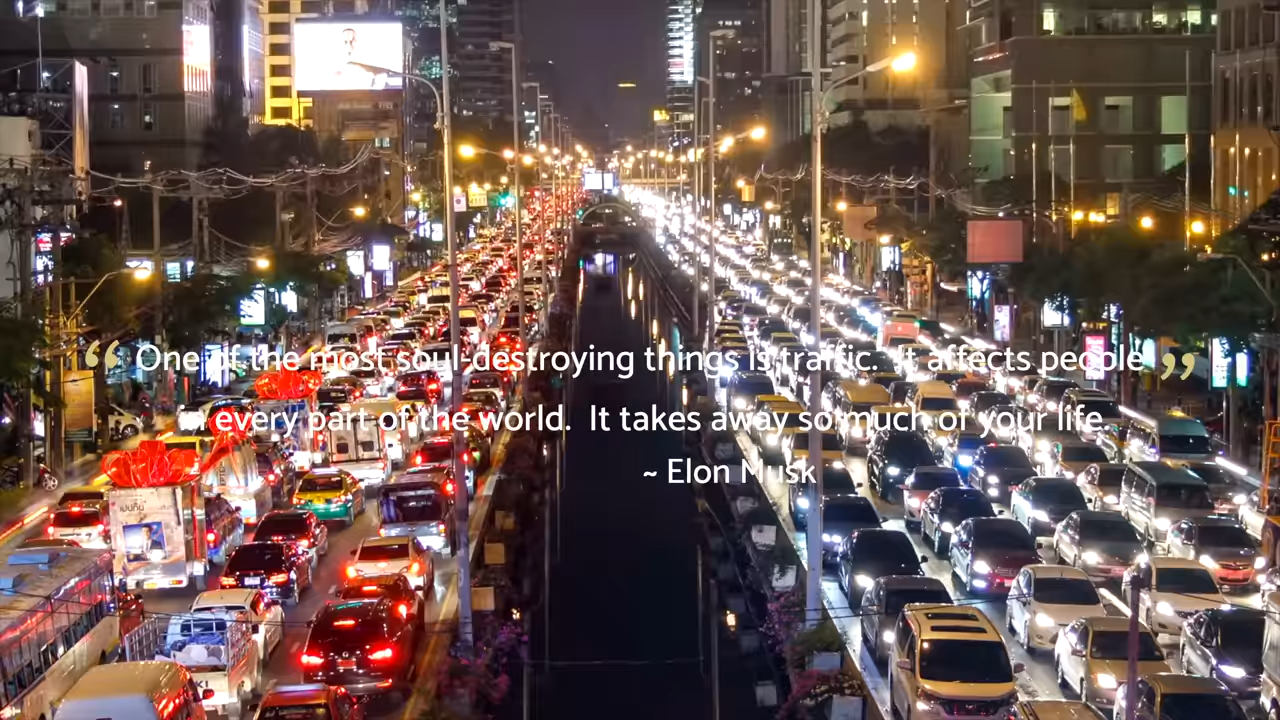 “ One of the most soul-destroying things is traffic. It affects people ”
in every part of the world. It takes away so much of your life.
~ Elon Musk